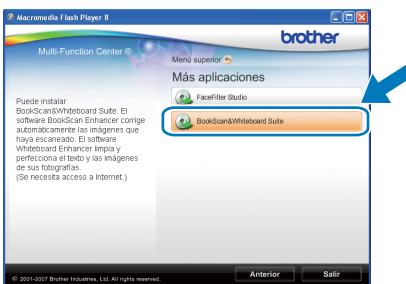 Macromedia Flash Player 8
brother
Multi-Function Center ®
Menú superior
Más aplicaciones
FaceFilter Studio
BookScan&Whiteboard Suite
Puede instalar
BookScan&Whiteboard Suite. El
software BookScan Enhancer corrige
automáticamente las imágenes que
haya escaneado. El software
Whiteboard Enhancer limpia y
perfecciona el texto y las imágenes
de sus fotografías.
(Se necesita acceso a Internet.)
© 2001-2007 Brother Industries, Ltd. All rights reserved.
Anterior
Salir